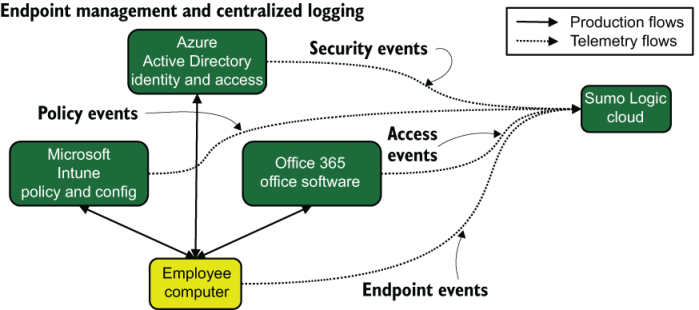 Endpoint management and centralized logging
Production flows
Telemetry flows
Azure
Active Directory
identity and access
Security events
Sumo Logic
cloud
Policy events
Access
events
Microsoft
Intune
policy and config
Office 365
office software
Employee
computer
Endpoint events